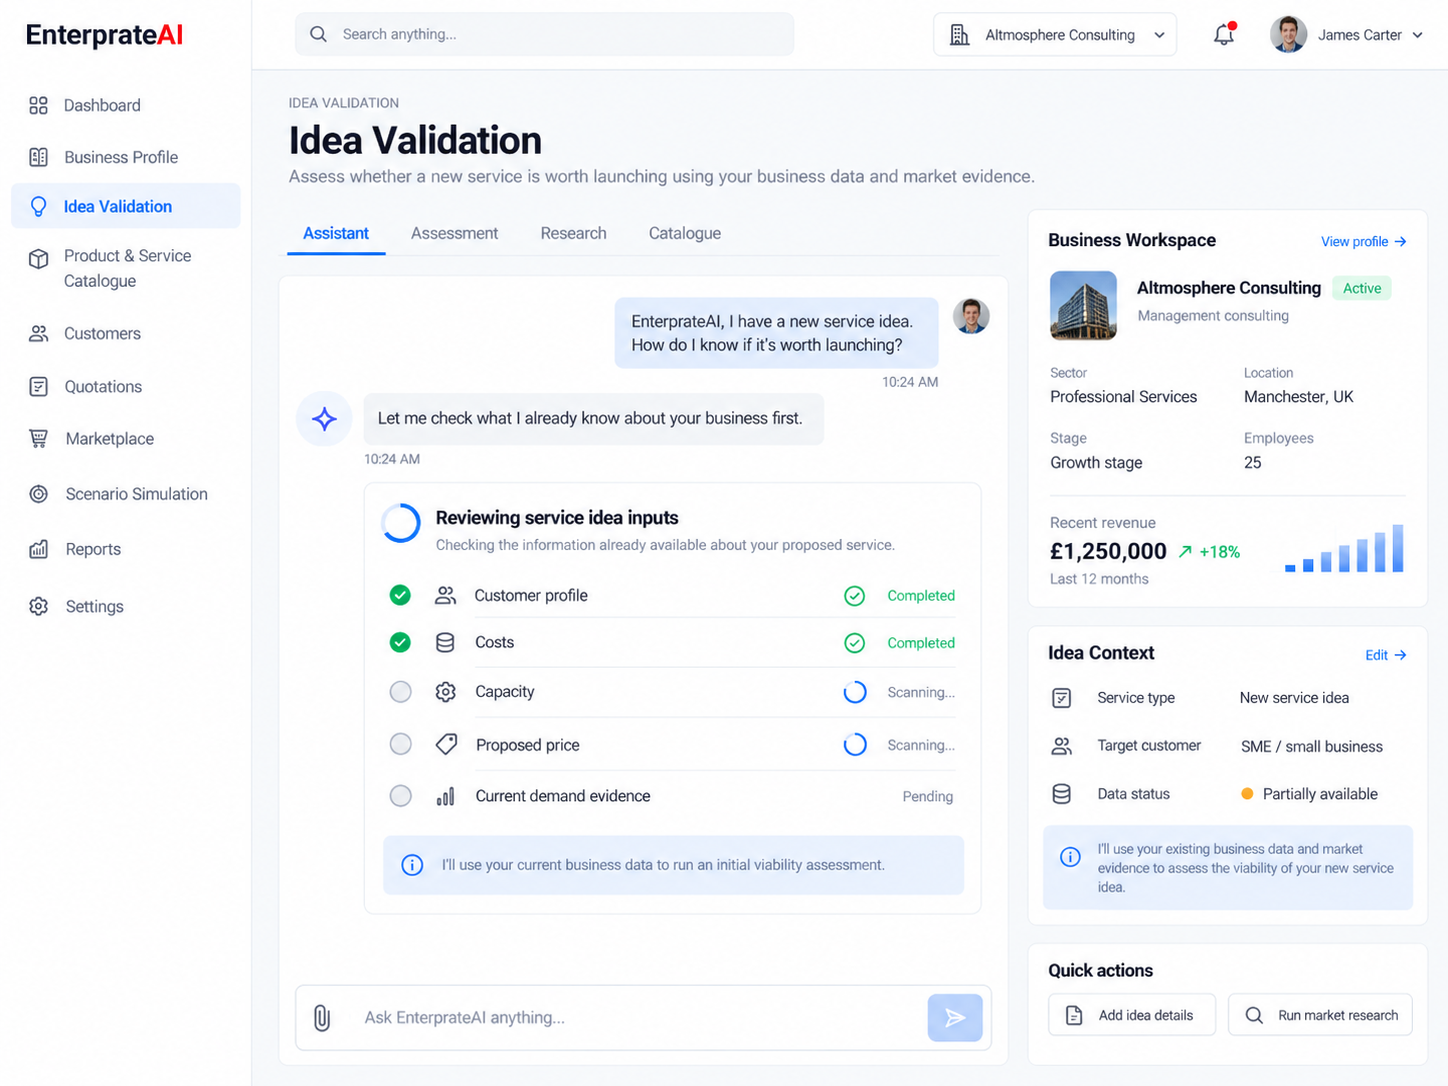 EnterprateAI
Search anything...
Altmosphere Consulting
James Carter
Dashboard
Business Profile
Idea Validation
Product & Service
Catalogue
Customers
Quotations
Marketplace
Scenario Simulation
Reports
Settings
IDEA VALIDATION
Idea Validation
Assess whether a new service is worth launching using your business data and market evidence.
Assistant
Assessment
Research
Catalogue
EnterprateAI, I have a new service idea.
How do I know if it's worth launching?
10:24 AM
Let me check what I already know about your business first.
10:24 AM
Reviewing service idea inputs
Checking the information already available about your proposed service.
Customer profile
Completed
Costs
Completed
Capacity
Scanning...
Proposed price
Scanning...
Current demand evidence
Pending
I'll use your current business data to run an initial viability assessment.
Ask EnterprateAI anything...
Business Workspace
View profile
Altmosphere Consulting
Active
Management consulting
Sector
Location
Professional Services
Manchester, UK
Stage
Employees
Growth stage
25
Recent revenue
£1,250,000
+18%
Last 12 months
Idea Context
Edit
Service type
New service idea
Target customer
SME / small business
Data status
Partially available
I'll use your existing business data and market
evidence to assess the viability of your new service
idea.
Quick actions
Add idea details
Run market research